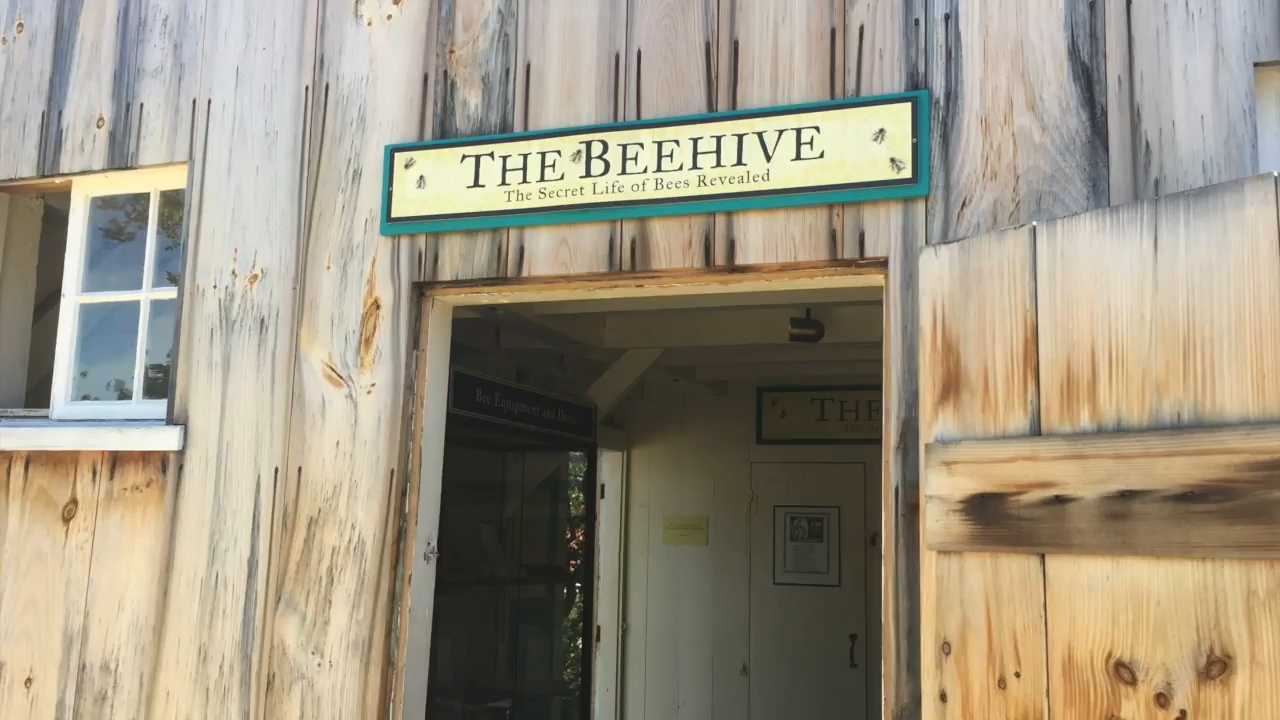 THE BEEHIVE
The Secret Life of Bees Revealed
Bee Equipment and Dress
THE